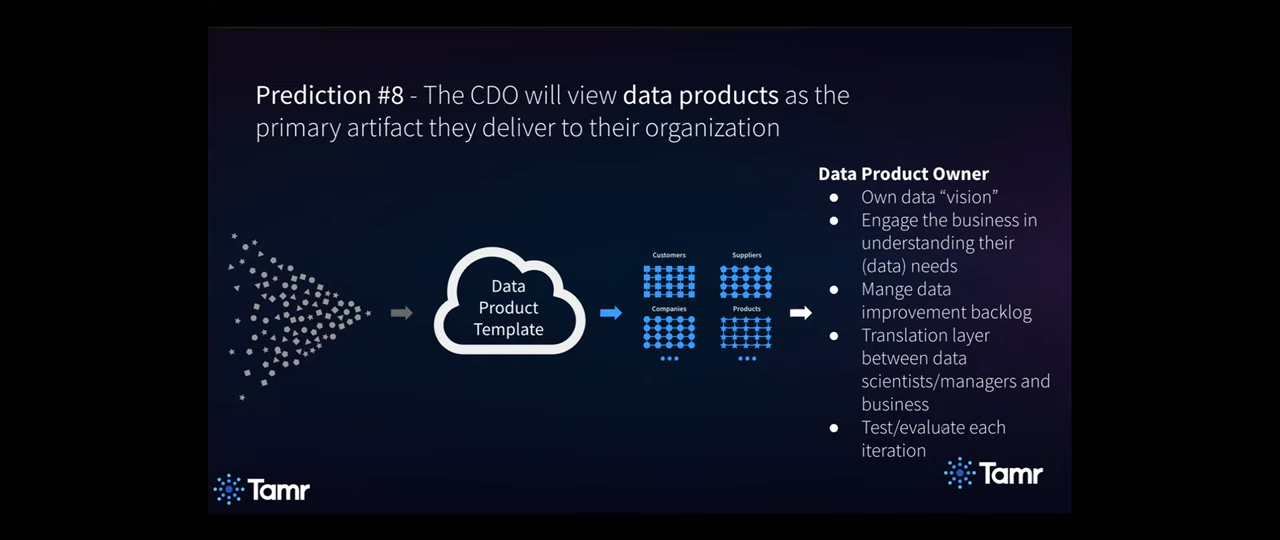 Prediction #8 - The CDO will view data products as the
primary artifact they deliver to their organization
Data Product Owner
● Own data “vision”
● Engage the business in
understanding their
(data) needs
● Mange data
improvement backlog
● Translation layer
between data
scientists/managers and
business
● Test/evaluate each
iteration
Data
Product
Template
Customers
Suppliers
Companies
Products
Tamr
Tamr